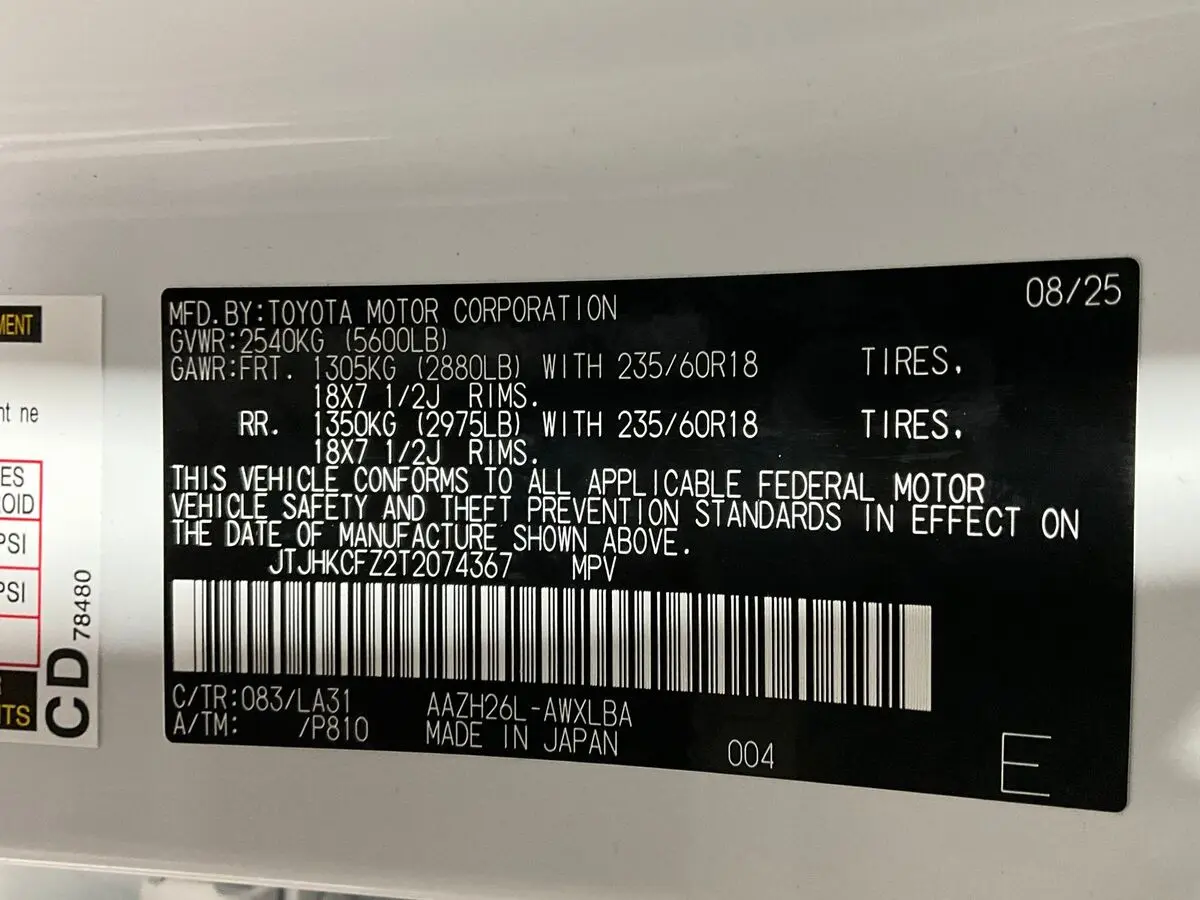 08/25
MFD.BY:TOYOTA MOTOR CORPORATION
GVWR:2540KG (5600LB)
GAWR:FRT. 1305KG (2880LB) WITH 235/60R18 TIRES.
18X7 1/2J RIMS.
RR. 1350KG (2975LB) WITH 235/60R18 TIRES.
18X7 1/2J RIMS.
THIS VEHICLE CONFORMS TO ALL APPLICABLE FEDERAL MOTOR
VEHICLE SAFETY AND THEFT PREVENTION STANDARDS IN EFFECT ON
THE DATE OF MANUFACTURE SHOWN ABOVE.
JTJHKCFZ2T2074367 MPV
C/TR:083/LA31 AAZH26L-AWXLBA
A/TM: /P810 MADE IN JAPAN 004
E
ne
PSI
PSI
CD 78480